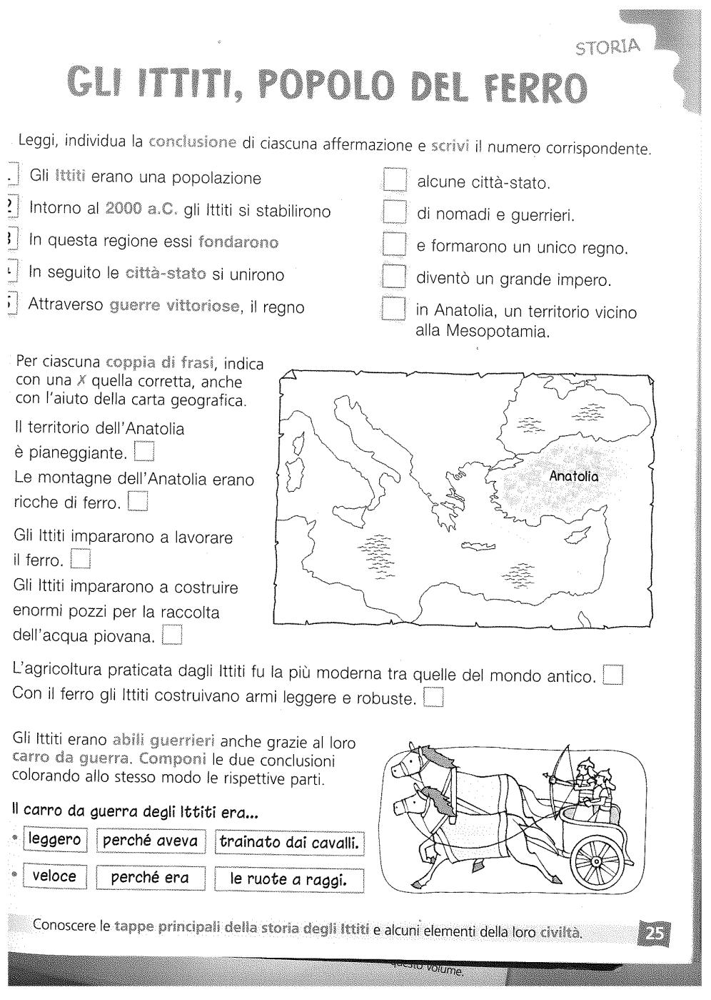 STORIA
GLI ITTITI, POPOLO DEL FERRO
Leggi, individua la conclusione di ciascuna affermazione e scrivi il numero corrispondente.
Gli Ittiti erano una popolazione
2 Intorno al 2000 a.C. gli Ittiti si stabilirono
3 In questa regione essi fondarono
In seguito le città-stato si unirono
Attraverso guerre vittoriose, il regno
alcune città-stato.
di nomadi e guerrieri.
e formarono un unico regno.
diventò un grande impero.
in Anatolia, un territorio vicino
alla Mesopotamia.
Per ciascuna coppia di frasi, indica
con una ✗ quella corretta, anche
con l'aiuto della carta geografica.
Il territorio dell'Anatolia
è pianeggiante.
Le montagne dell'Anatolia erano
ricche di ferro.
Gli Ittiti impararono a lavorare
il ferro.
Gli Ittiti impararono a costruire
enormi pozzi per la raccolta
dell'acqua piovana.
Anatolia
L'agricoltura praticata dagli Ittiti fu la più moderna tra quelle del mondo antico.
Con il ferro gli Ittiti costruivano armi leggere e robuste.
Gli Ittiti erano abili guerrieri anche grazie al loro
carro da guerra. Componi le due conclusioni
colorando allo stesso modo le rispettive parti.
Il carro da guerra degli Ittiti era...
• leggero perché aveva trainato dai cavalli.
• veloce perché era le ruote a raggi.
Conoscere le tappe principali della storia degli Ittiti e alcuni elementi della loro civiltà.
25
questo volume.